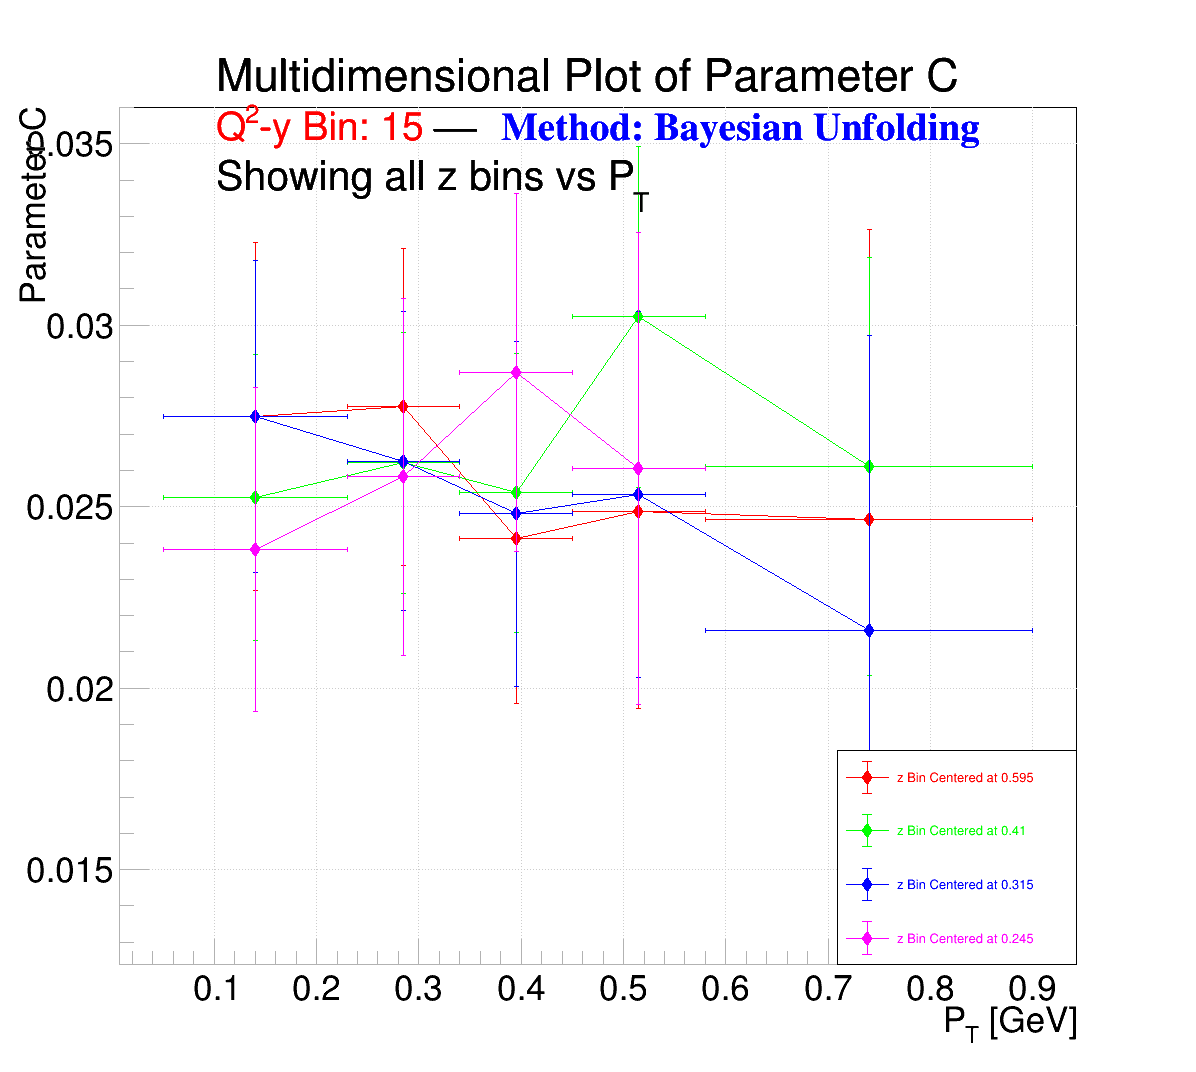 Multidimensional Plot of Parameter C
Q²-y Bin: 15 — Method: Bayesian Unfolding
Showing all z bins vs P_T
Parameter C
0.035
0.03
0.025
0.02
0.015
z Bin Centered at 0.595
z Bin Centered at 0.41
z Bin Centered at 0.315
z Bin Centered at 0.245
0.1 0.2 0.3 0.4 0.5 0.6 0.7 0.8 0.9
P_T [GeV]